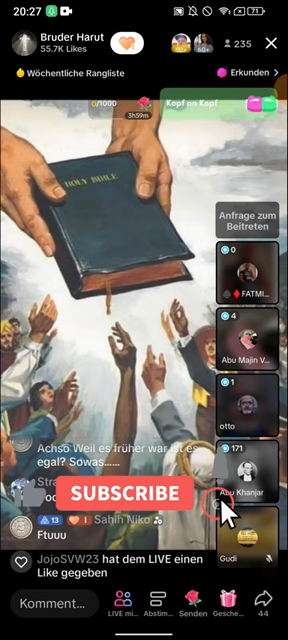 20:27
71
Bruder Harut
55.7K Likes
60+
235
Wöchentliche Rangliste
Erkunden
0/1000
3h59m
Kopf an Kopf
HOLY BIBLE
Anfrage zum
Beitreten
0
FATMI...
4
Abu Majin V...
1
otto
171
Abu Khanjar
Gudi
Achso Weil es früher war ist es
egal? Sowas......
SUBSCRIBE
13
I
Sahih Niko
Ftuuu
JojoSVW23 hat dem LIVE einen
Like gegeben
Komment...
LIVE mi...
Abstim...
Senden
Gesche...
44